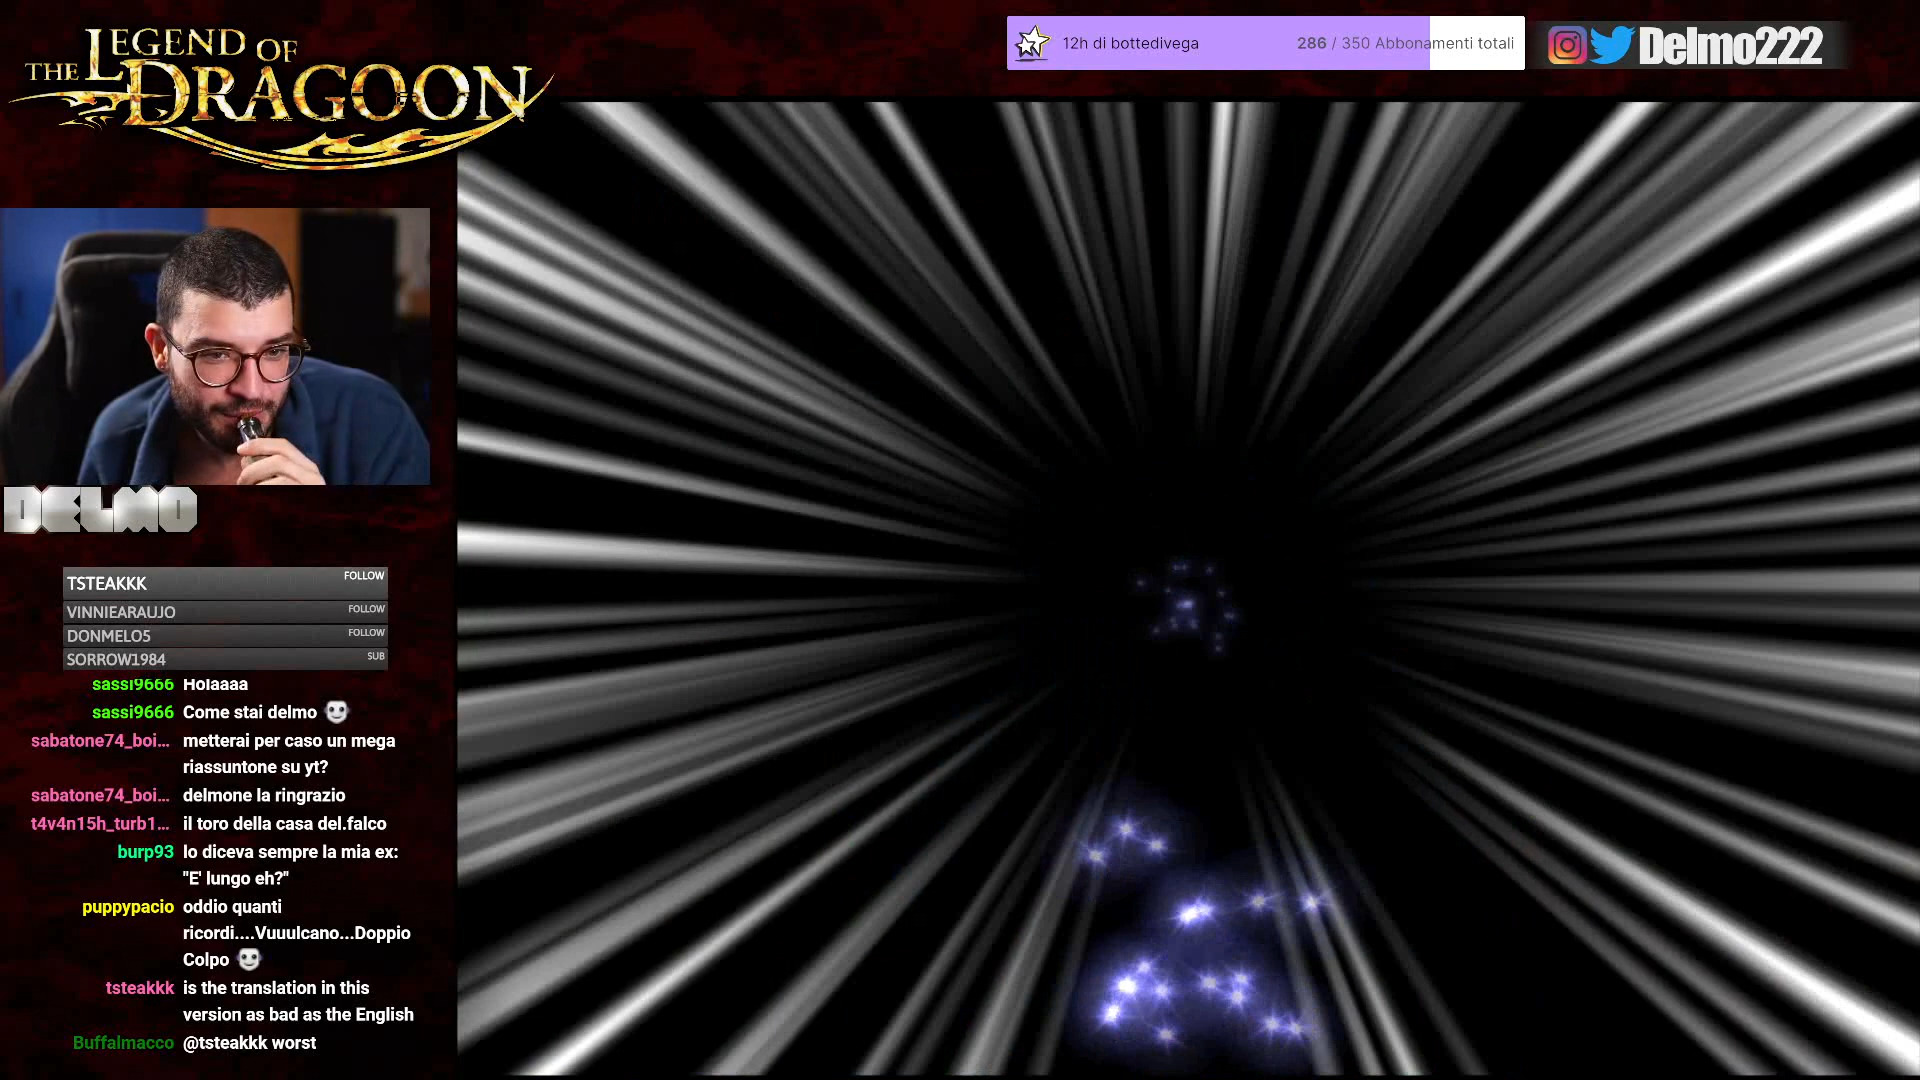 LEGEND OF
THE DRAGOON
12h di bottedivega
286 / 350 Abbonamenti totali
Delmo222
DELMO
TSTEAKKK FOLLOW
VINNIEARAUJO FOLLOW
DONMELO5 FOLLOW
SORROW1984 SUB
sassi9666 Holaaaa
sassi9666 Come stai delmo
sabatone74_boi... metterai per caso un mega
riassuntone su yt?
sabatone74_boi... delmone la ringrazio
t4v4n15h_turb1... il toro della casa del.falco
burp93 lo diceva sempre la mia ex:
"E' lungo eh?"
puppypacio oddio quanti
ricordi....Vuuulcano...Doppio
Colpo
tsteakkk is the translation in this
version as bad as the English
Buffalmacco @tsteakkk worst